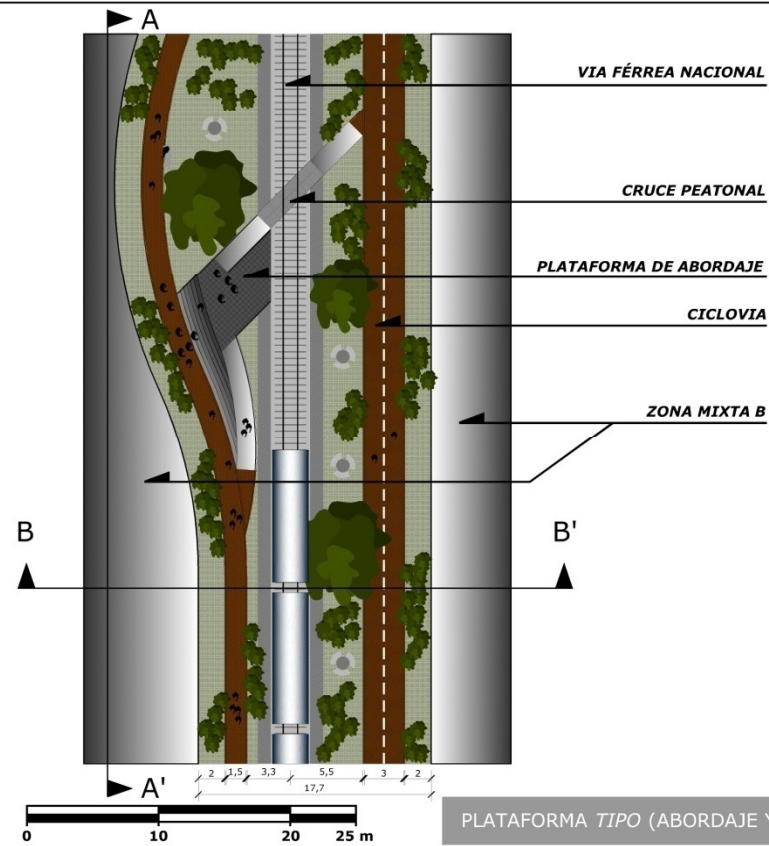 A
VIA FÉRREA NACIONAL
CRUCE PEATONAL
PLATAFORMA DE ABORDAJE
CICLOVIA
ZONA MIXTA B
B B'
2 1,5 3,3 5,5 3 2
17,7
A'
0 10 20 25 m
PLATAFORMA TIPO (ABORDAJE Y